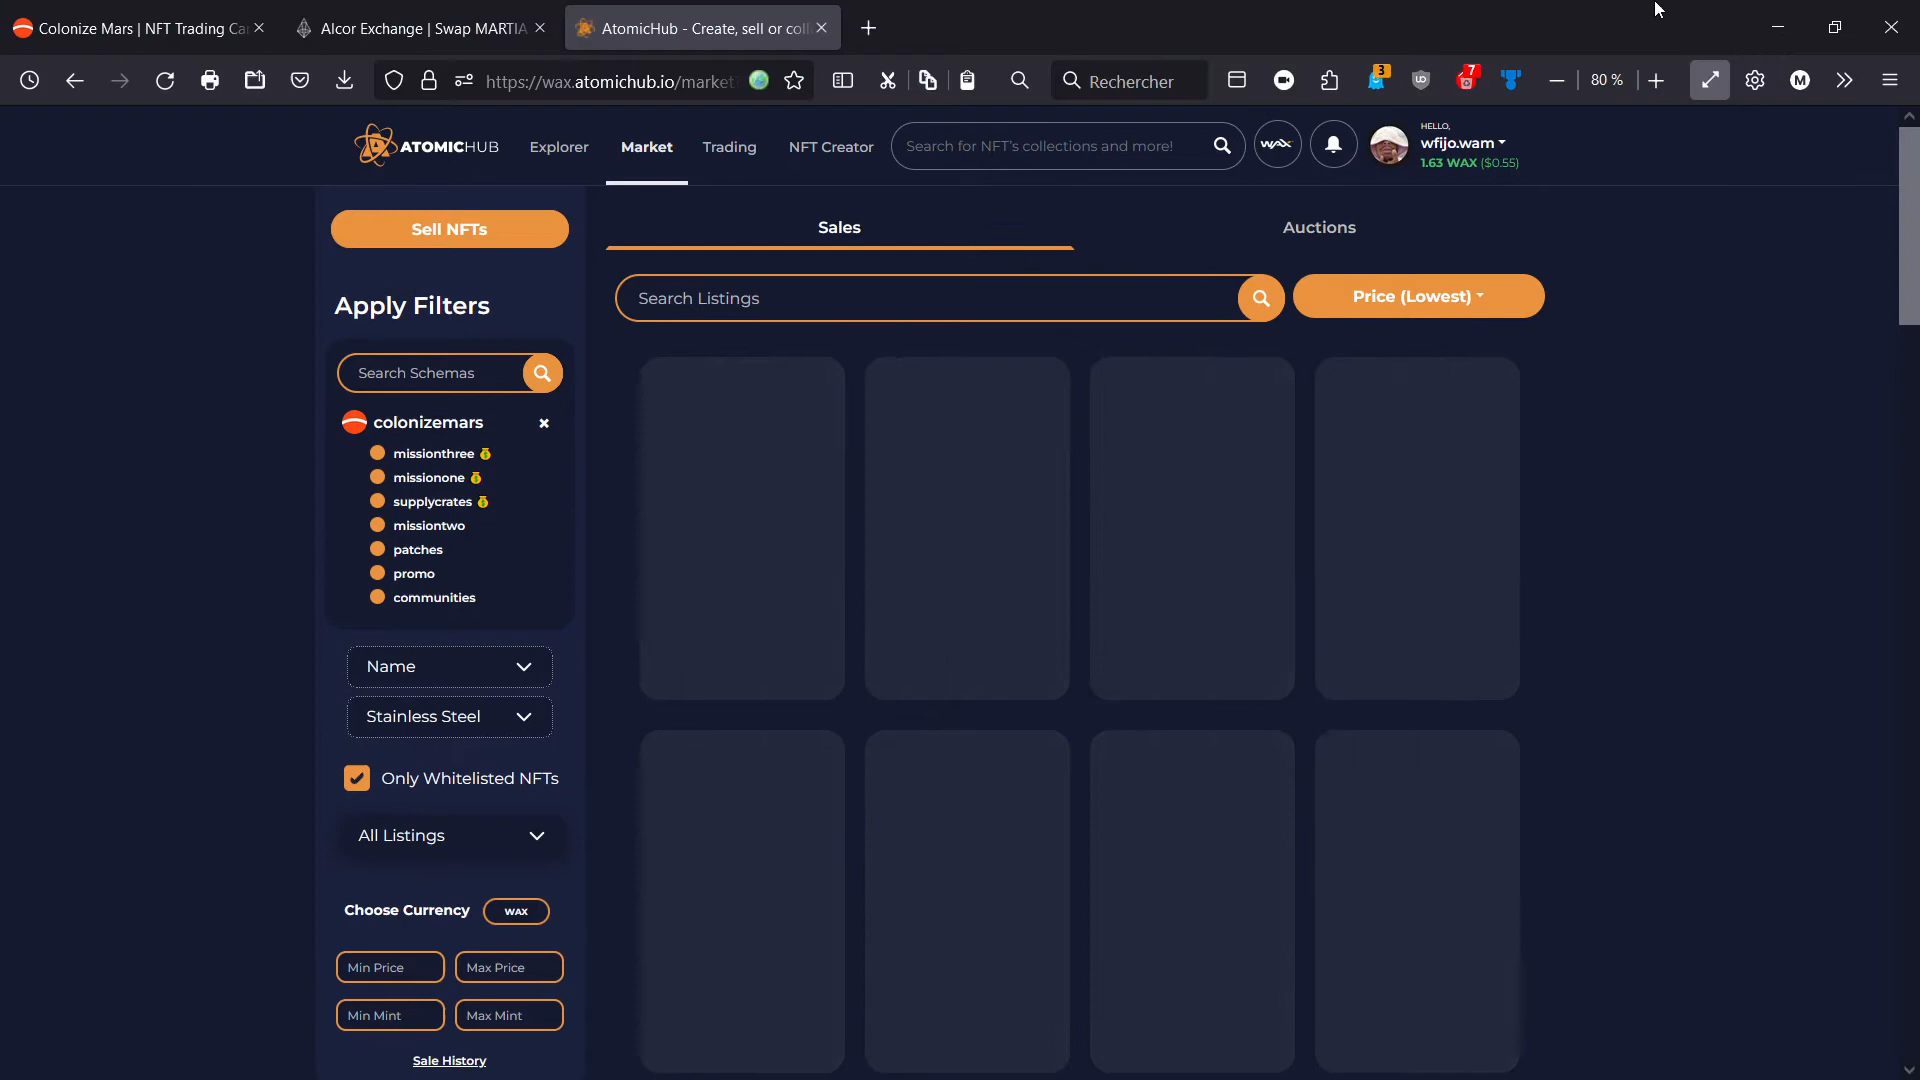 Colonize Mars | NFT Trading Ca
Alcor Exchange | Swap MARTIA
AtomicHub - Create, sell or coll
https://wax.atomichub.io/market
Rechercher
3
7
80 %
M
ATOMICHUB
Explorer
Market
Trading
NFT Creator
Search for NFT's collections and more!
WAX
HELLO,
wfijo.wam
1.63 WAX ($0.55)
Sell NFTs
Sales
Auctions
Search Listings
Price (Lowest)
Apply Filters
Search Schemas
colonizemars
missionthree
missionone
supplycrates
missiontwo
patches
promo
communities
Name
Stainless Steel
Only Whitelisted NFTs
All Listings
Choose Currency
WAX
Min Price
Max Price
Min Mint
Max Mint
Sale History